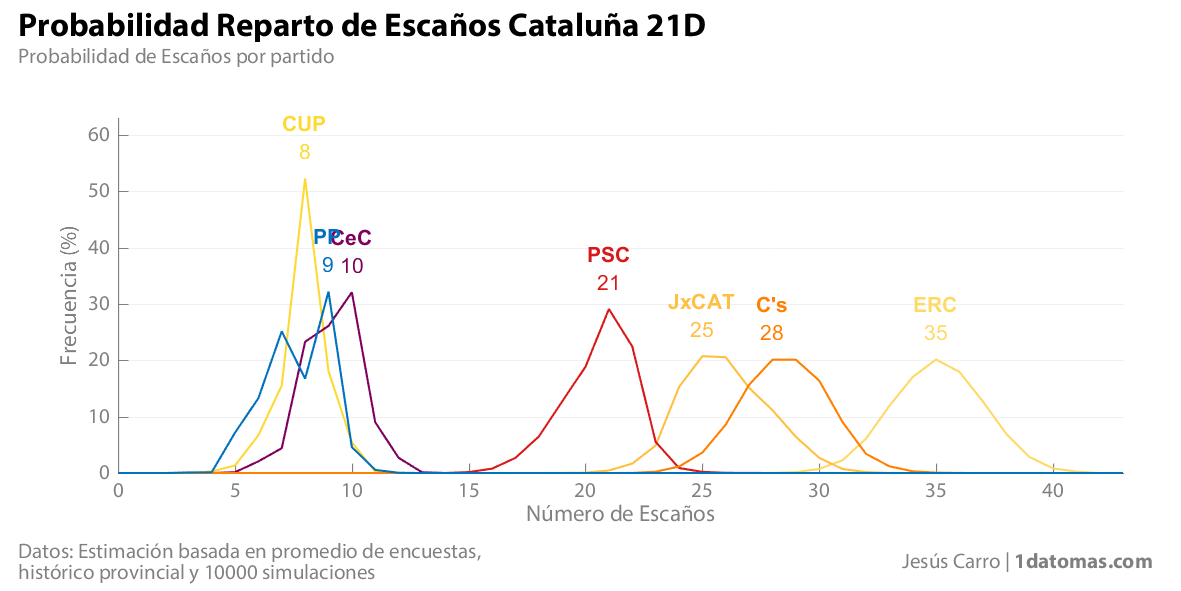 Probabilidad Reparto de Escaños Cataluña 21D
Probabilidad de Escaños por partido
CUP
8
PP
9
CeC
10
PSC
21
JxCAT
25
C's
28
ERC
35
Frecuencia (%)
60
50
40
30
20
10
0
0 5 10 15 20 25 30 35 40
Número de Escaños
Datos: Estimación basada en promedio de encuestas,
histórico provincial y 10000 simulaciones
Jesús Carro | 1datomas.com